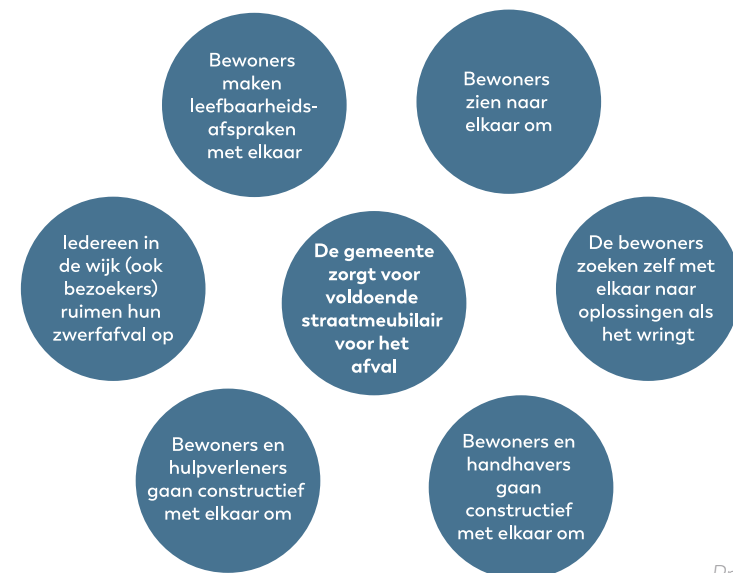 Bewoners
maken
leefbaarheids-
afspraken
met elkaar
Bewoners
zien naar
elkaar om
Iedereen in
de wijk (ook
bezoekers)
ruimen hun
zwerfafval op
De gemeente
zorgt voor
voldoende
straatmeubilair
voor het
afval
De bewoners
zoeken zelf met
elkaar naar
oplossingen als
het wringt
Bewoners en
hulpverleners
gaan constructief
met elkaar om
Bewoners en
handhavers
gaan
constructief
met elkaar om